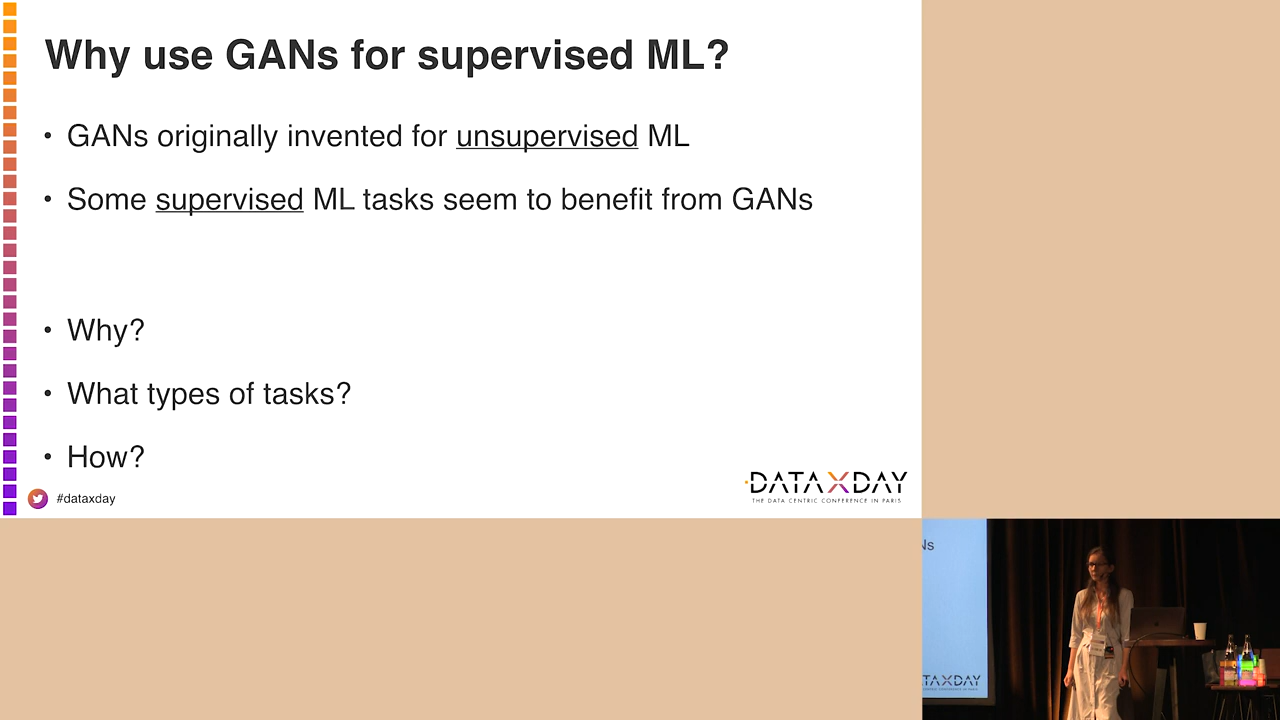 Why use GANs for supervised ML?
• GANs originally invented for unsupervised ML
• Some supervised ML tasks seem to benefit from GANs
• Why?
• What types of tasks?
• How?
#dataxday
DATAXDAY
THE DATA CENTRIC CONFERENCE IN PARIS
Ns
TAXDAY